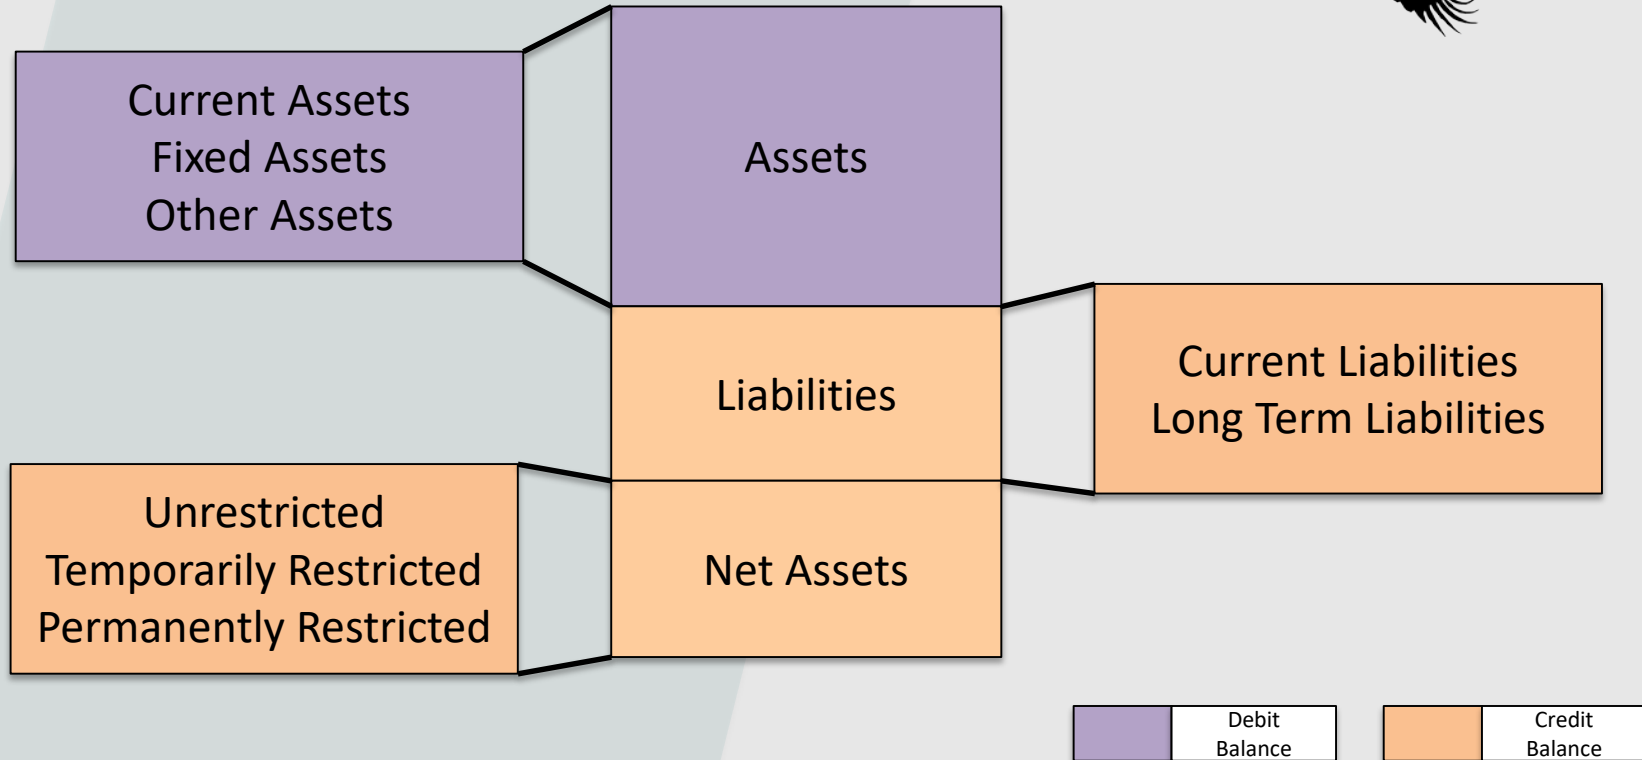 Current Assets
Fixed Assets
Other Assets
Assets
Liabilities
Current Liabilities
Long Term Liabilities
Unrestricted
Temporarily Restricted
Permanently Restricted
Net Assets
Debit
Balance
Credit
Balance